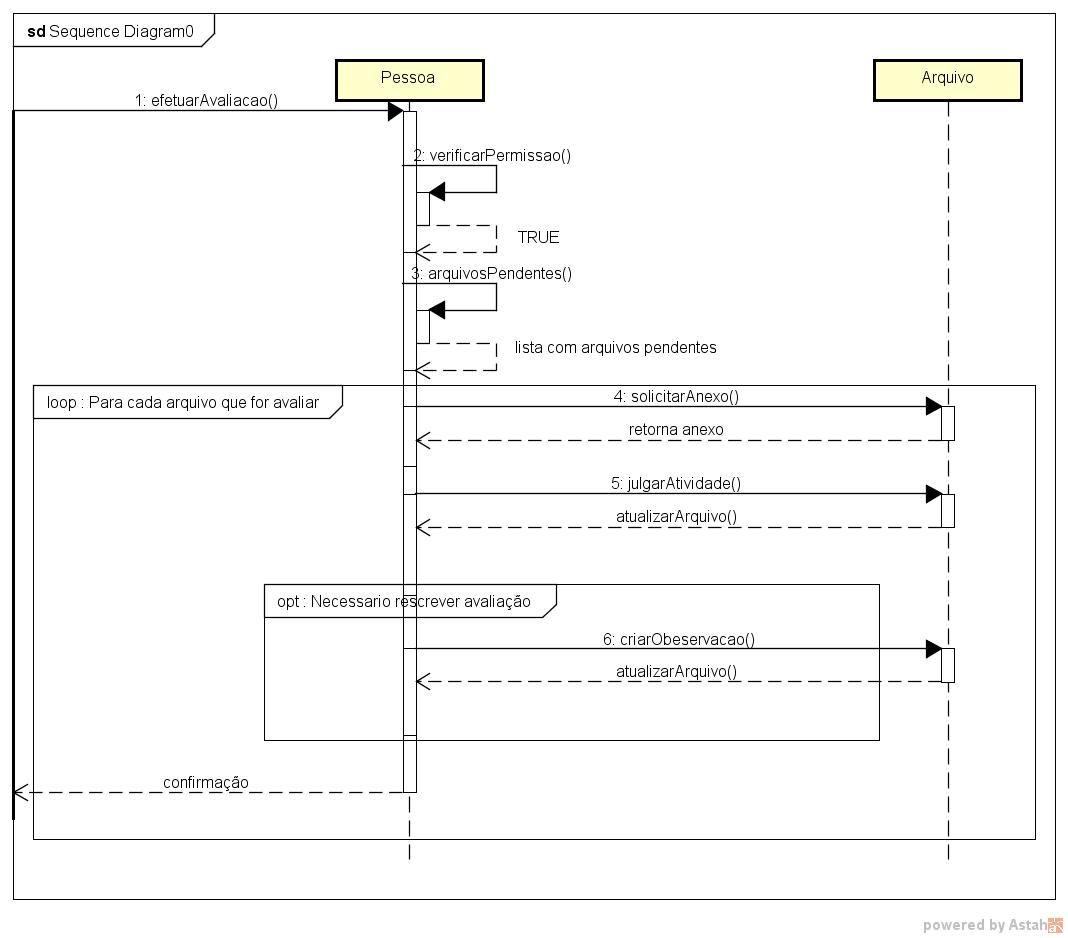 sd Sequence Diagram0
Pessoa
Arquivo
1: efetuarAvaliacao()
2: verificarPermissao()
TRUE
3: arquivosPendentes()
lista com arquivos pendentes
loop : Para cada arquivo que for avaliar
4: solicitarAnexo()
retorna anexo
5: julgarAtividade()
atualizarArquivo()
opt : Necessario rescrever avaliação
6: criarObeservacao()
atualizarArquivo()
confirmação
powered by Astah